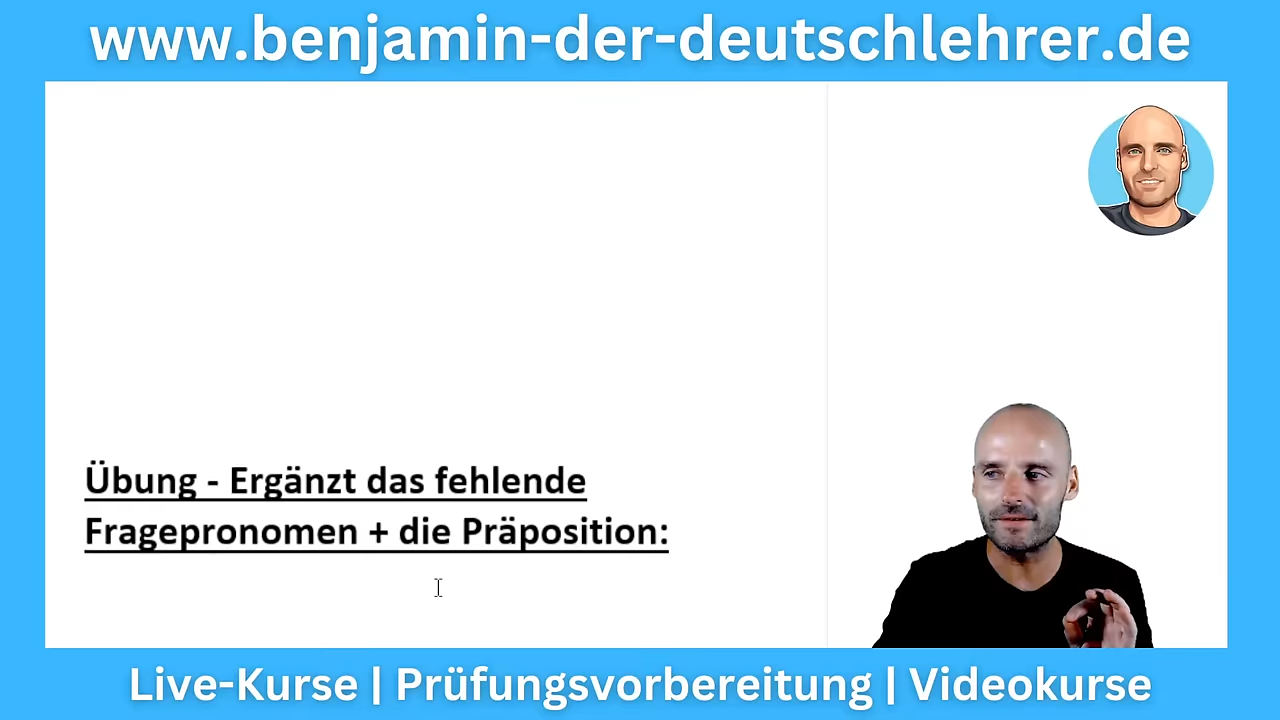 www.benjamin-der-deutschlehrer.de
Übung - Ergänzt das fehlende
Fragepronomen + die Präposition:
Live-Kurse | Prüfungsvorbereitung | Videokurse